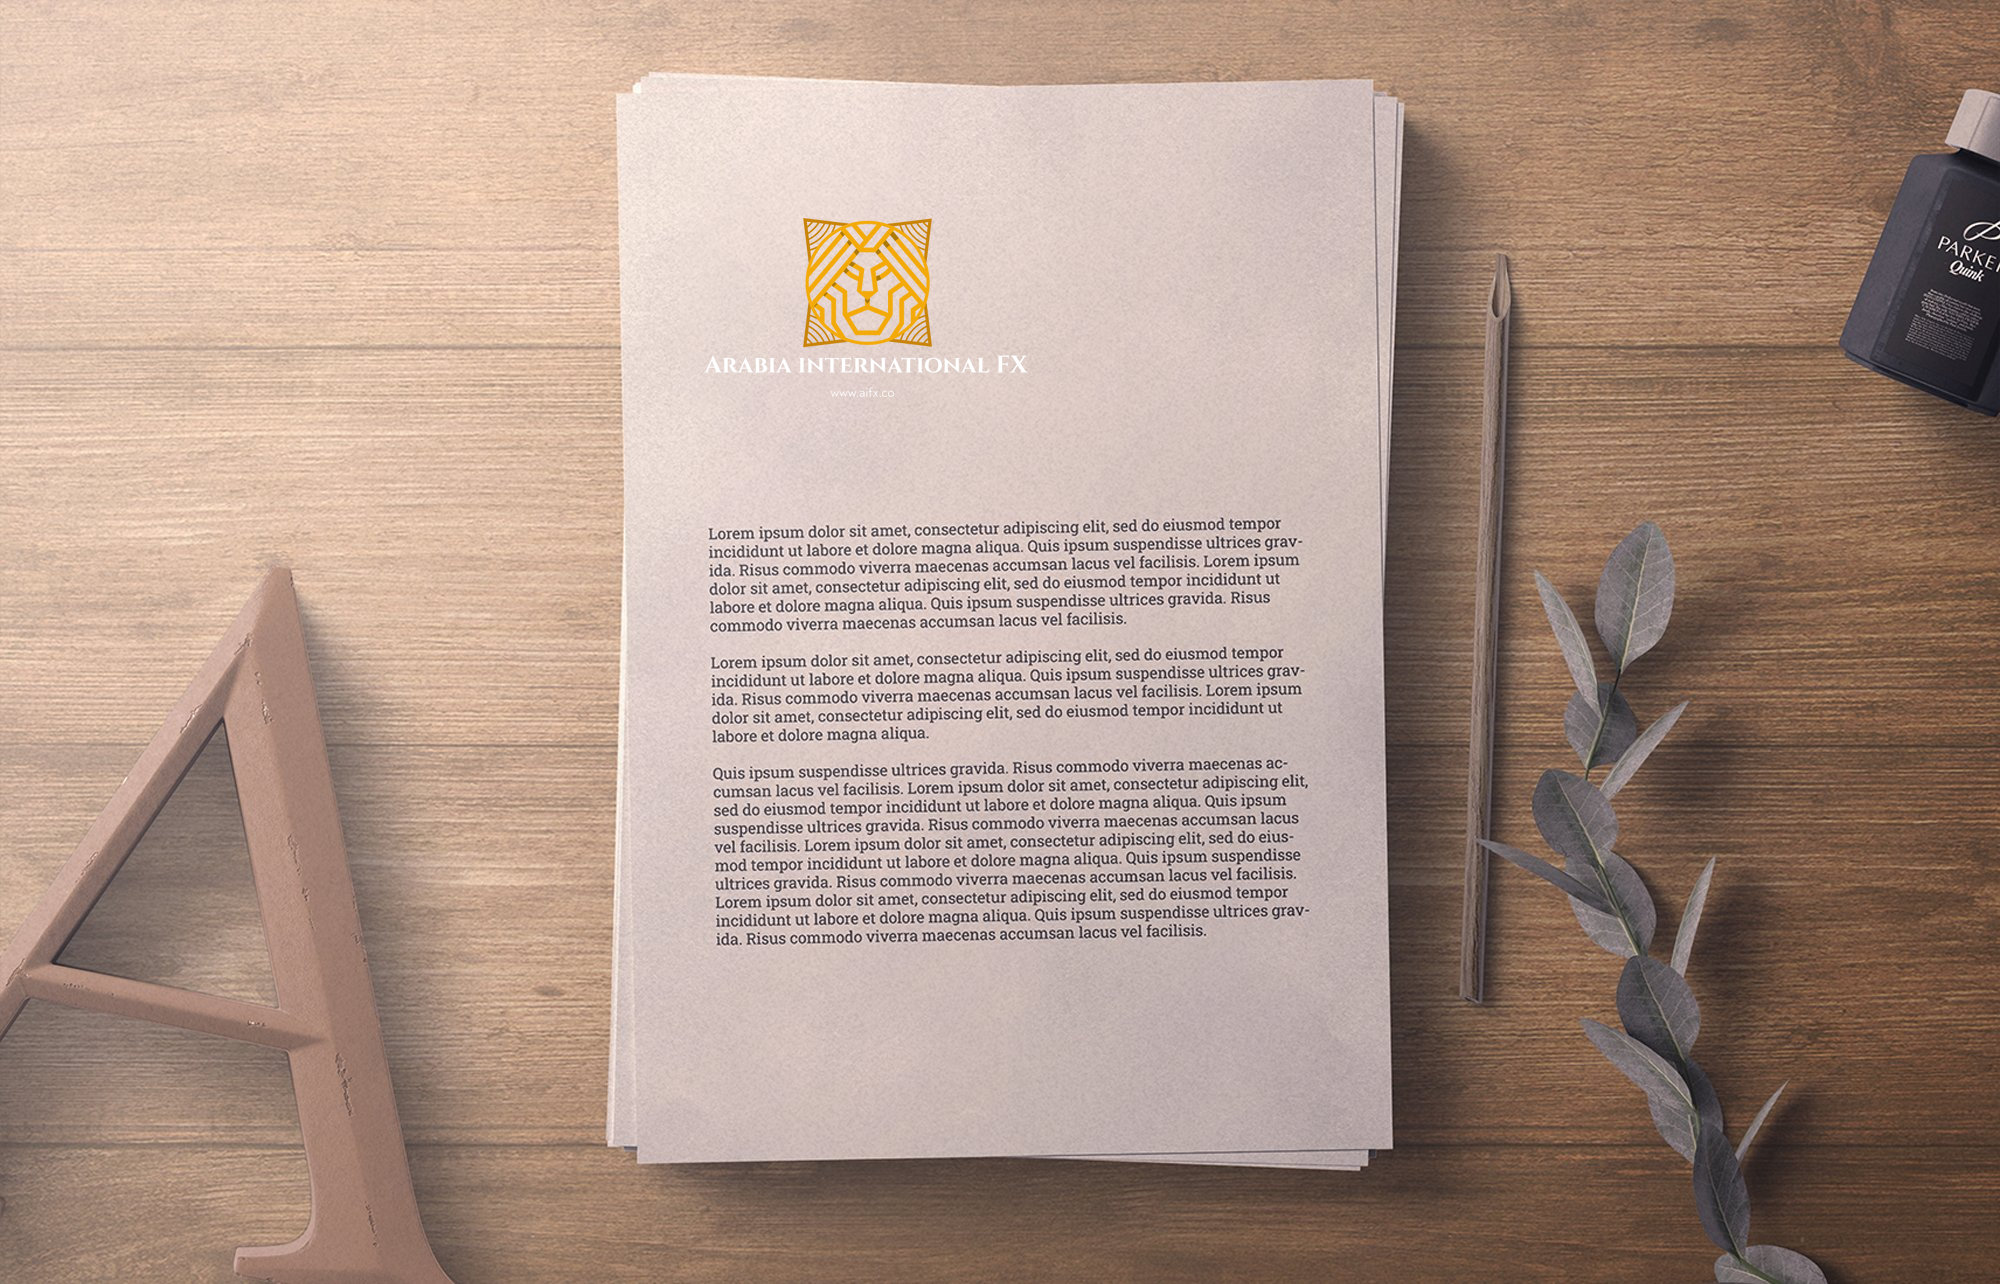 Arabia international FX
www.aifx.co
Lorem ipsum dolor sit amet, consectetur adipiscing elit, sed do eiusmod tempor
incididunt ut labore et dolore magna aliqua. Quis ipsum suspendisse ultrices grav-
ida. Risus commodo viverra maecenas accumsan lacus vel facilisis. Lorem ipsum
dolor sit amet, consectetur adipiscing elit, sed do eiusmod tempor incididunt ut
labore et dolore magna aliqua. Quis ipsum suspendisse ultrices gravida. Risus
commodo viverra maecenas accumsan lacus vel facilisis.
Lorem ipsum dolor sit amet, consectetur adipiscing elit, sed do eiusmod tempor
incididunt ut labore et dolore magna aliqua. Quis ipsum suspendisse ultrices grav-
ida. Risus commodo viverra maecenas accumsan lacus vel facilisis. Lorem ipsum
dolor sit amet, consectetur adipiscing elit, sed do eiusmod tempor incididunt ut
labore et dolore magna aliqua.
Quis ipsum suspendisse ultrices gravida. Risus commodo viverra maecenas ac-
cumsan lacus vel facilisis. Lorem ipsum dolor sit amet, consectetur adipiscing elit,
sed do eiusmod tempor incididunt ut labore et dolore magna aliqua. Quis ipsum
suspendisse ultrices gravida. Risus commodo viverra maecenas accumsan lacus
vel facilisis. Lorem ipsum dolor sit amet, consectetur adipiscing elit, sed do eius-
mod tempor incididunt ut labore et dolore magna aliqua. Quis ipsum suspendisse
ultrices gravida. Risus commodo viverra maecenas accumsan lacus vel facilisis.
Lorem ipsum dolor sit amet, consectetur adipiscing elit, sed do eiusmod tempor
incididunt ut labore et dolore magna aliqua. Quis ipsum suspendisse ultrices grav-
ida. Risus commodo viverra maecenas accumsan lacus vel facilisis.
A
PARKER
Quink